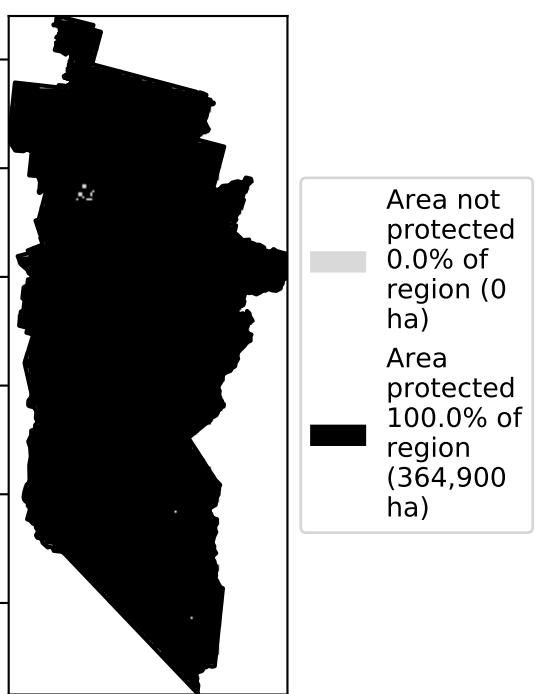 Area not
protected
0.0% of
region (0
ha)
Area
protected
100.0% of
region
(364,900
ha)